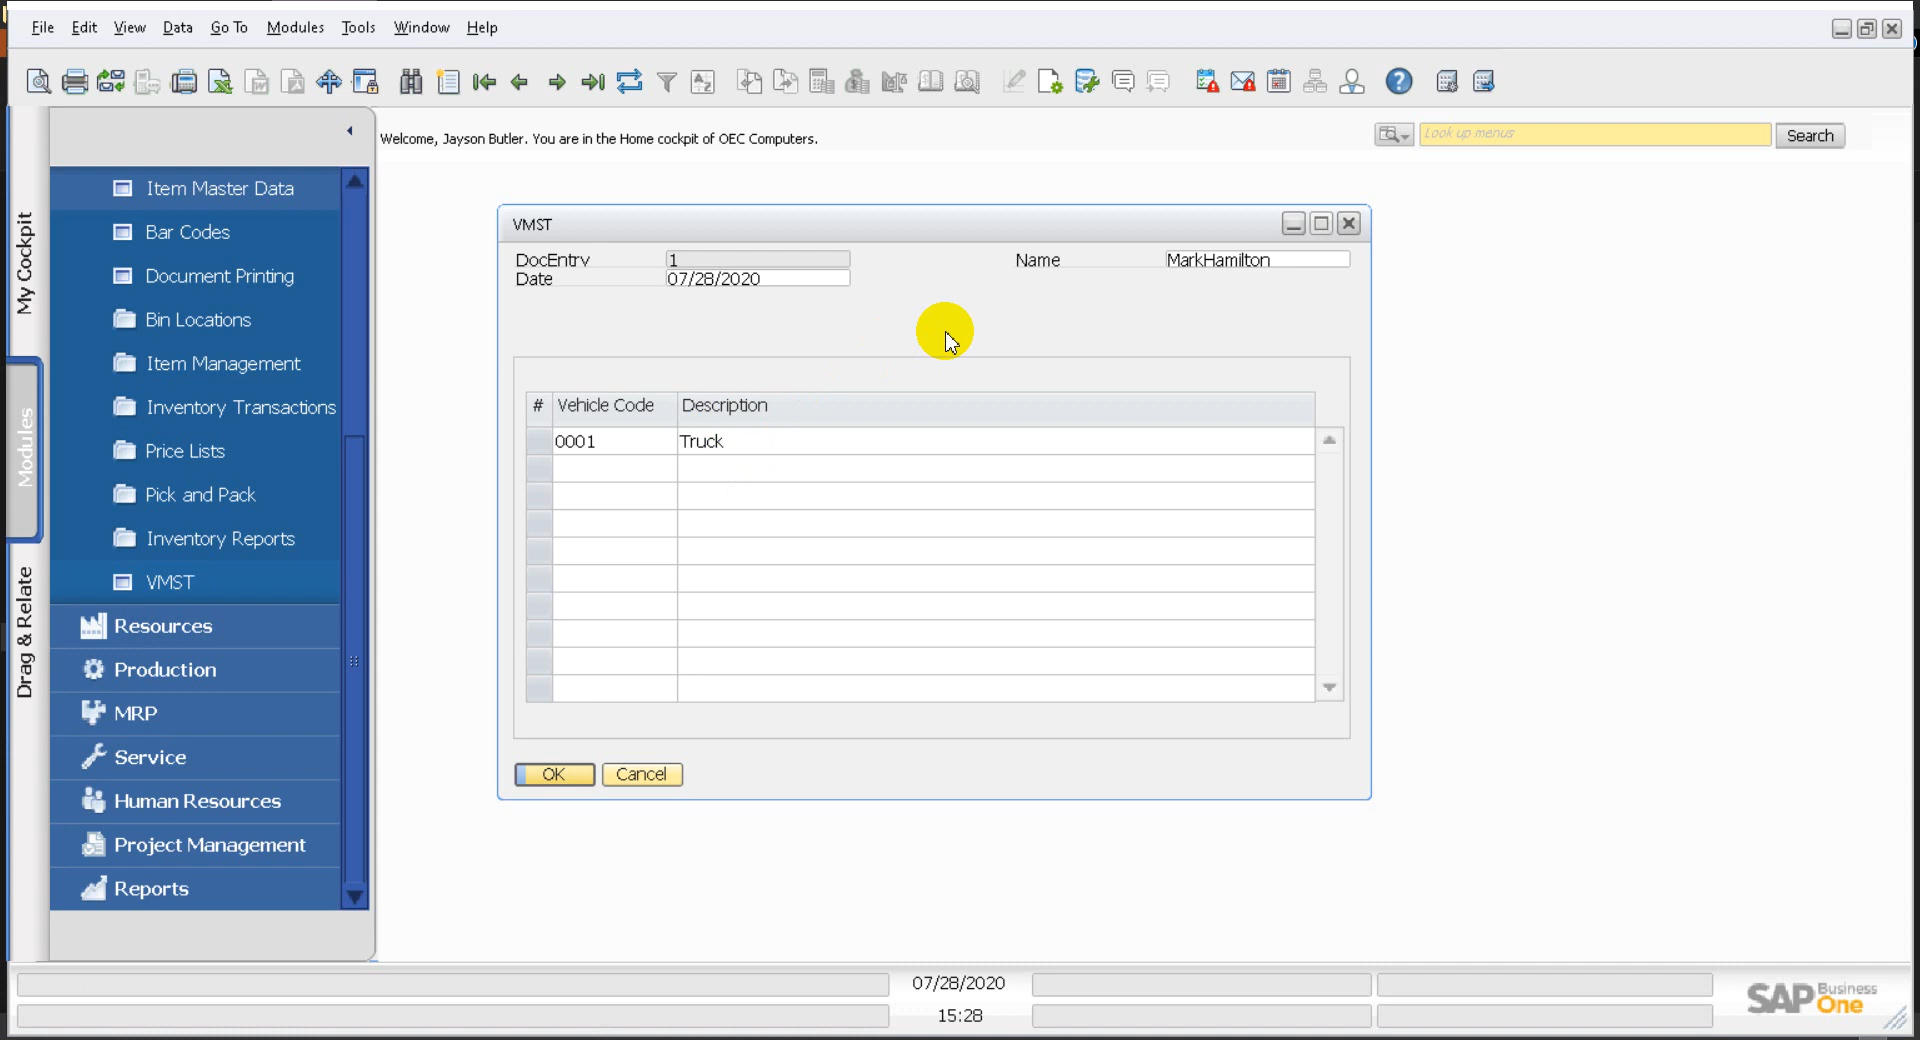 File Edit View Data Go To Modules Tools Window Help
Welcome, Jayson Butler. You are in the Home cockpit of OEC Computers.
Look up menus
Search
My Cockpit
Modules
Drag & Relate
Item Master Data
Bar Codes
Document Printing
Bin Locations
Item Management
Inventory Transactions
Price Lists
Pick and Pack
Inventory Reports
VMST
Resources
Production
MRP
Service
Human Resources
Project Management
Reports
VMST
DocEntry 1 Name MarkHamilton
Date 07/28/2020
# Vehicle Code Description
0001 Truck
OK Cancel
07/28/2020
15:28
SAP Business One